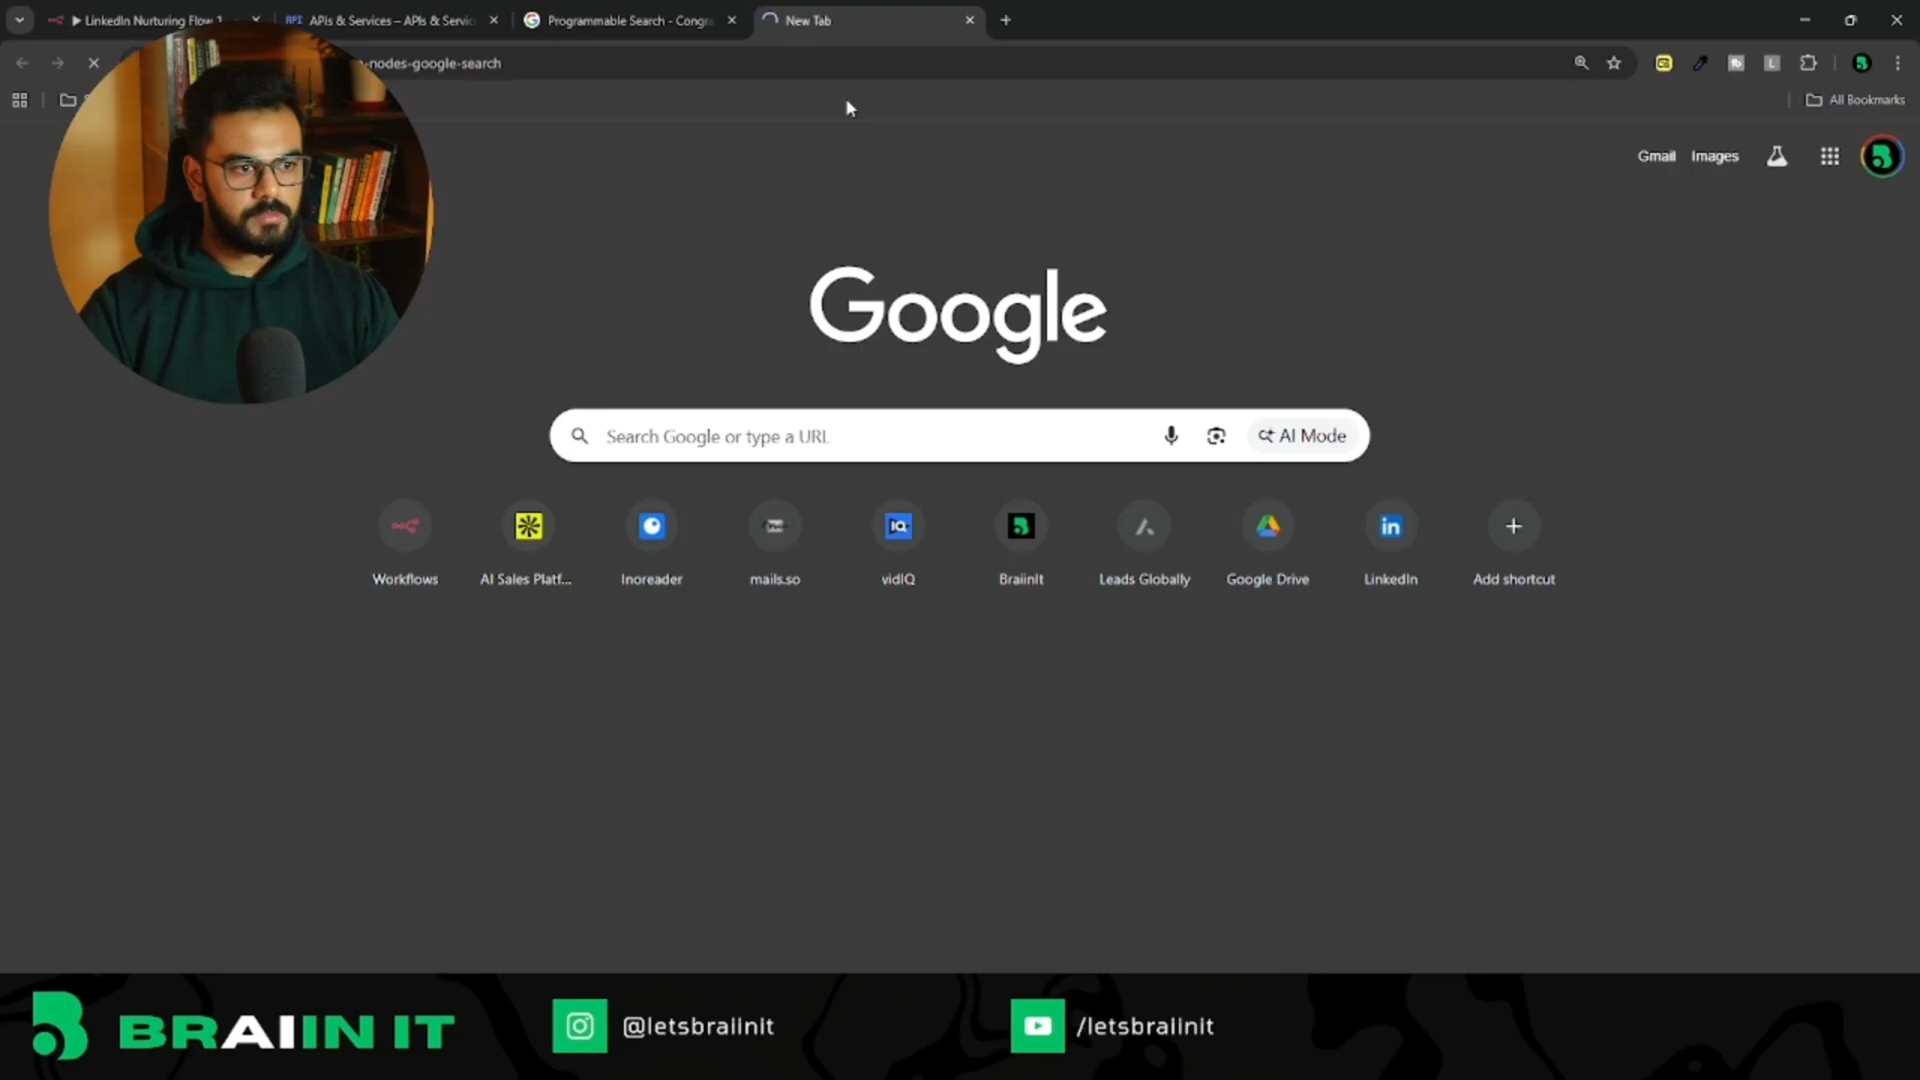 LinkedIn Nurturing Flow 1
API APIs & Services – APIs & Servic
Programmable Search - Congr
New Tab
-nodes-google-search
All Bookmarks
Gmail Images
Google
Search Google or type a URL
AI Mode
Workflows
AI Sales Platf...
Inoreader
mails.so
vidIQ
BraiinIt
Leads Globally
Google Drive
LinkedIn
Add shortcut
BRAIIN IT
@letsbraiinit
/letsbraiinit